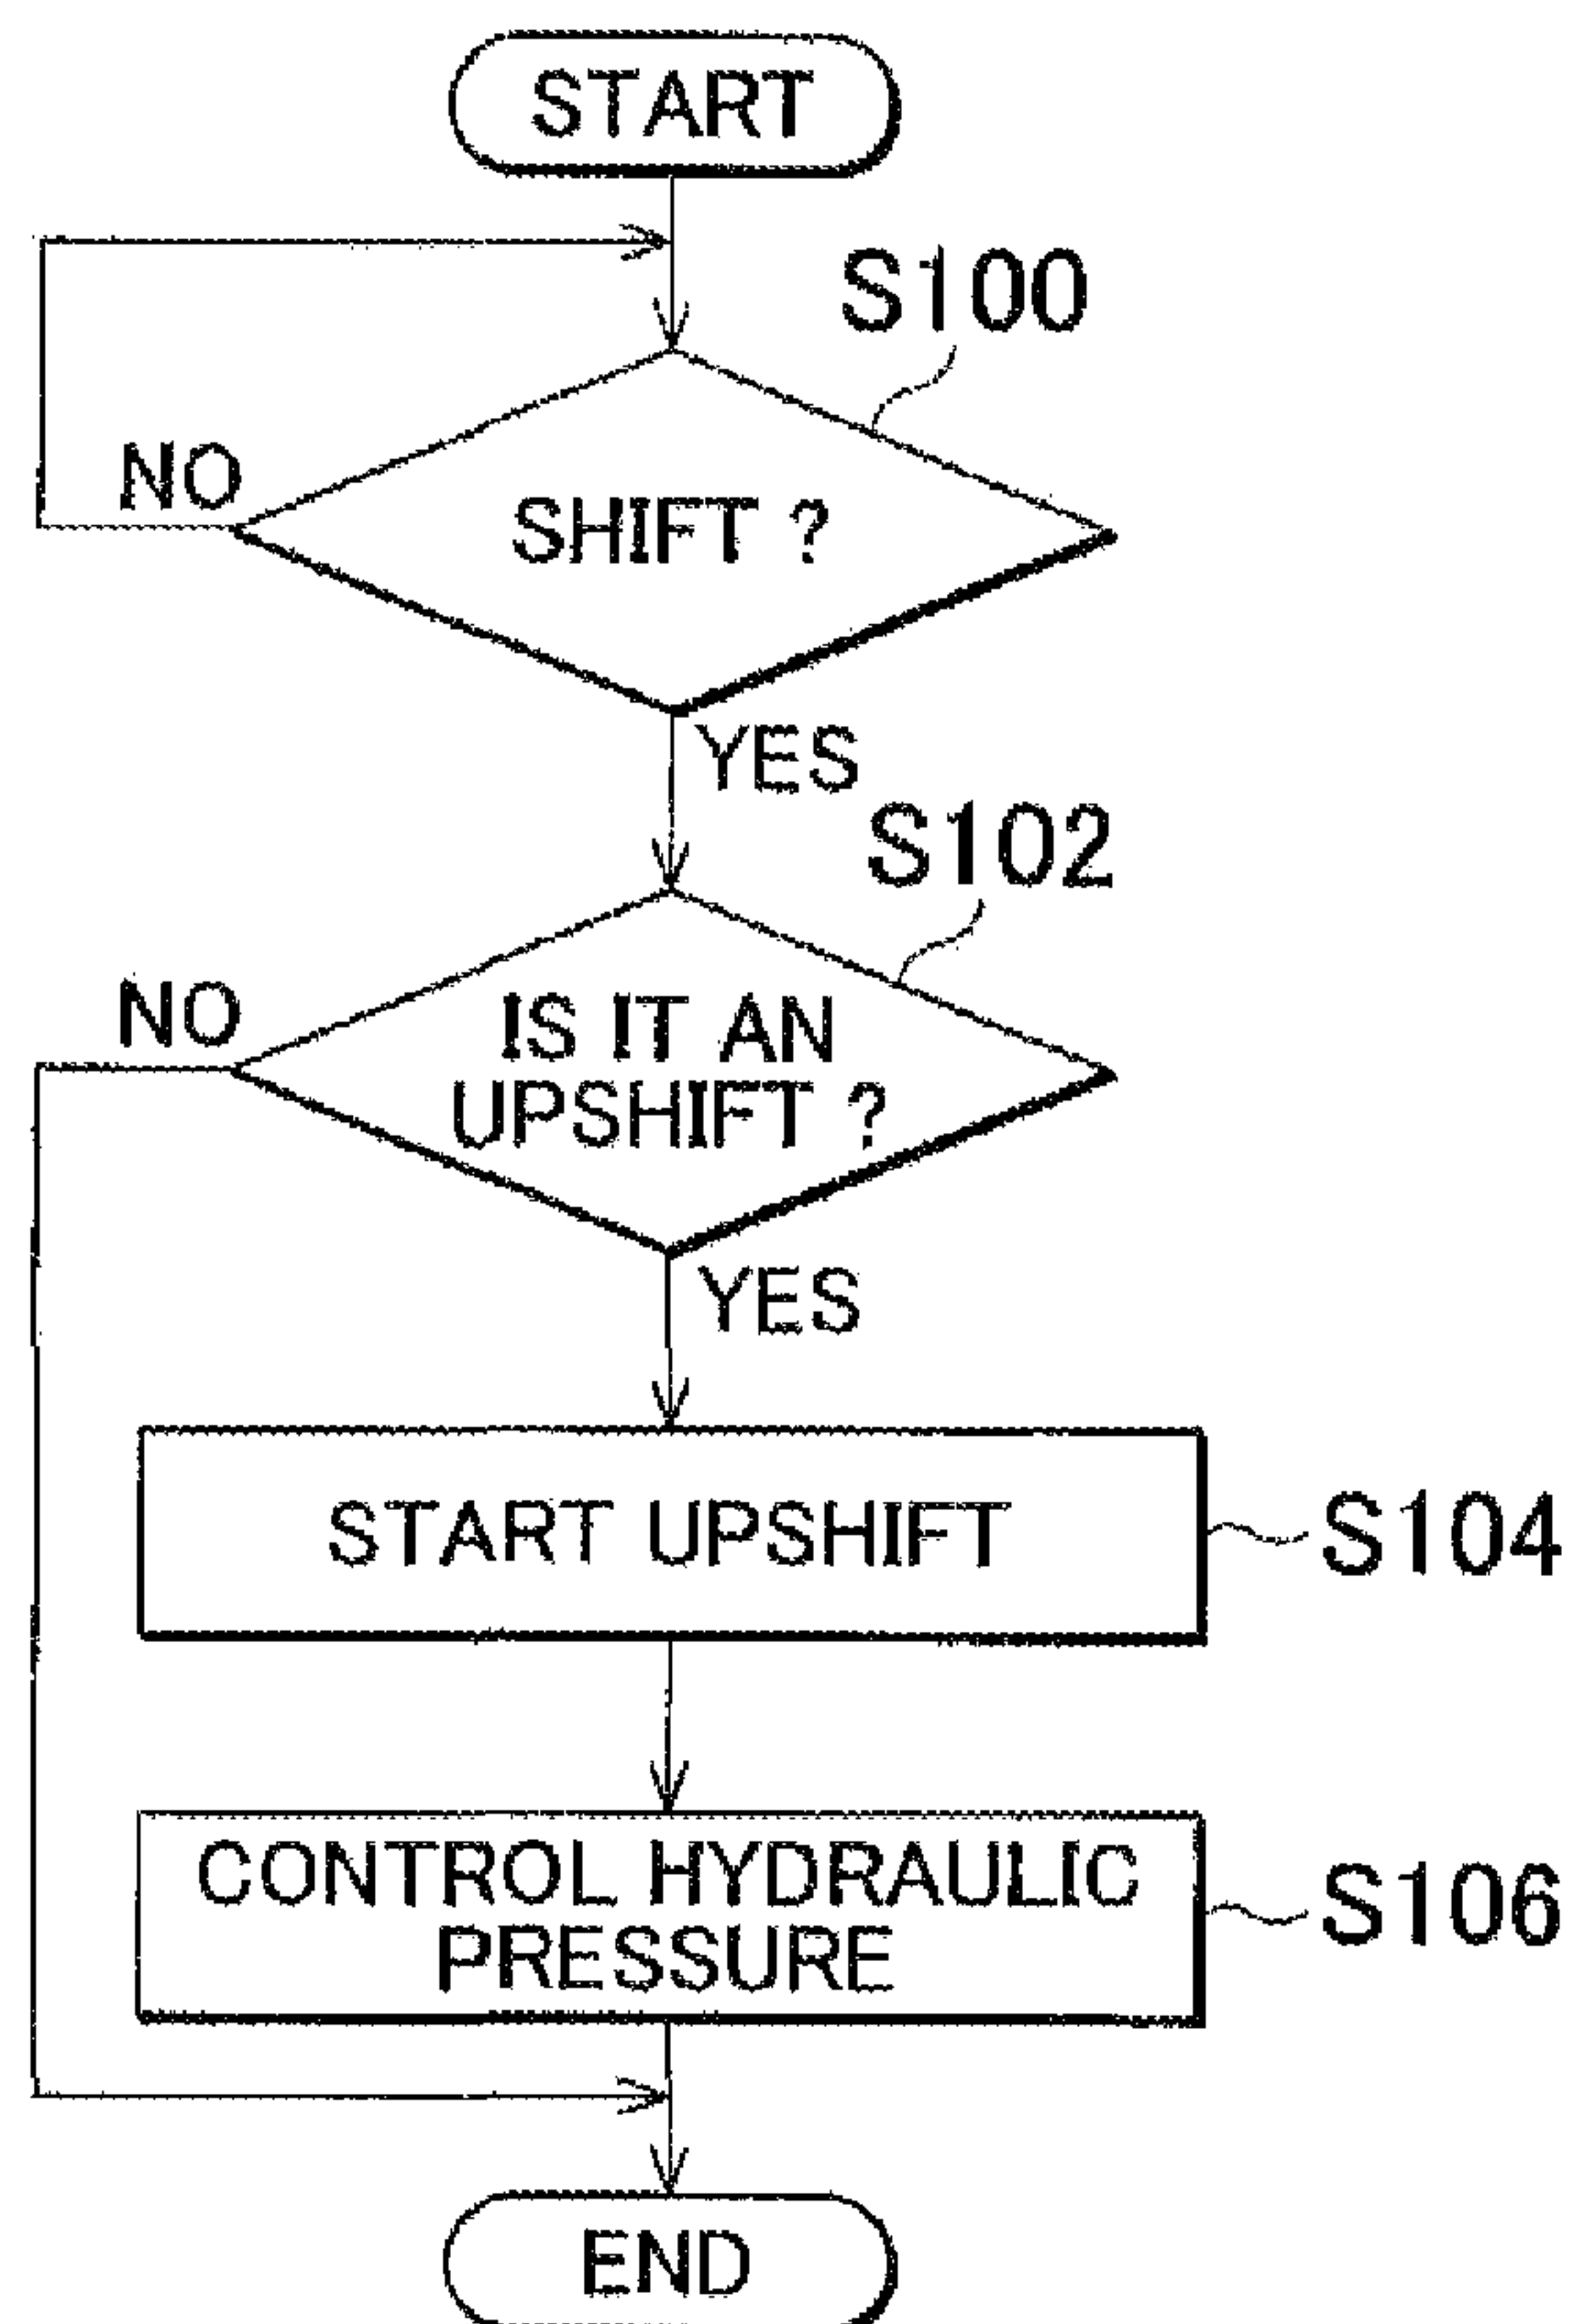 START
S100
NO
SHIFT ?
YES
S102
NO
IS IT AN
UPSHIFT ?
YES
START UPSHIFT
S104
CONTROL HYDRAULIC
PRESSURE
S106
END